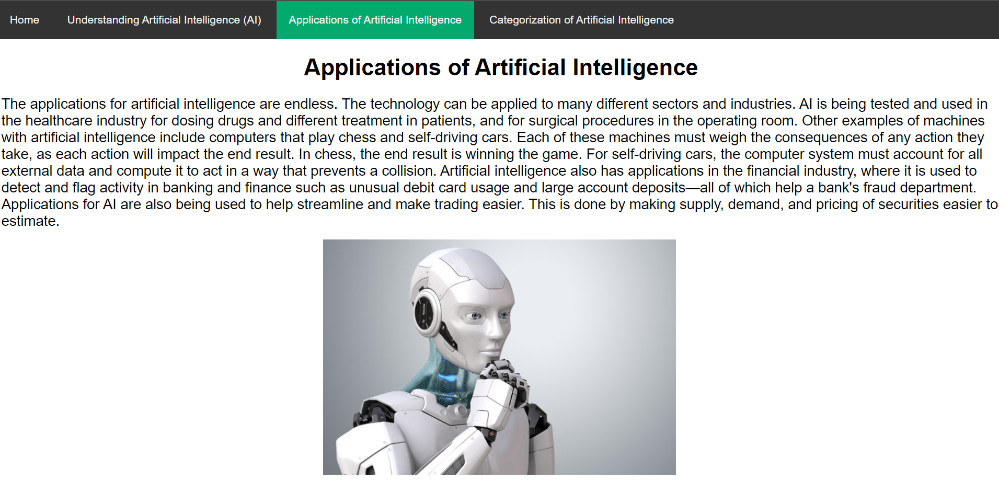 Home Understanding Artificial Intelligence (AI) Applications of Artificial Intelligence Categorization of Artificial Intelligence
Applications of Artificial Intelligence
The applications for artificial intelligence are endless. The technology can be applied to many different sectors and industries. AI is being tested and used in
the healthcare industry for dosing drugs and different treatment in patients, and for surgical procedures in the operating room. Other examples of machines
with artificial intelligence include computers that play chess and self-driving cars. Each of these machines must weigh the consequences of any action they
take, as each action will impact the end result. In chess, the end result is winning the game. For self-driving cars, the computer system must account for all
external data and compute it to act in a way that prevents a collision. Artificial intelligence also has applications in the financial industry, where it is used to
detect and flag activity in banking and finance such as unusual debit card usage and large account deposits—all of which help a bank's fraud department.
Applications for AI are also being used to help streamline and make trading easier. This is done by making supply, demand, and pricing of securities easier to
estimate.